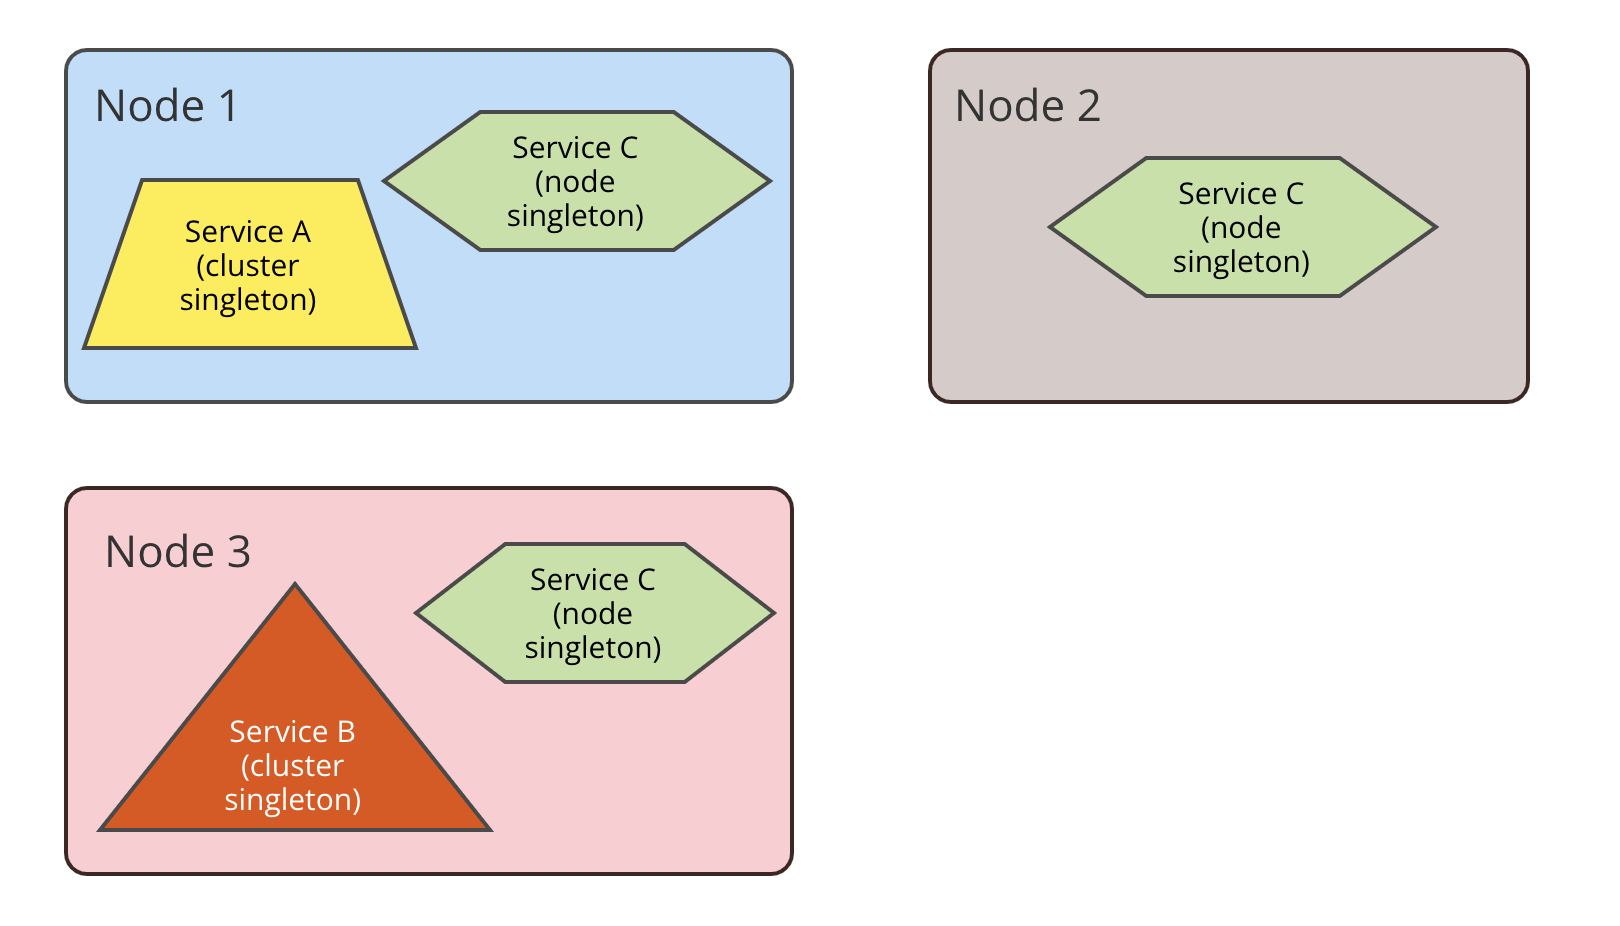 Node 1
Service C
(node
singleton)
Service A
(cluster
singleton)
Node 2
Service C
(node
singleton)
Node 3
Service C
(node
singleton)
Service B
(cluster
singleton)